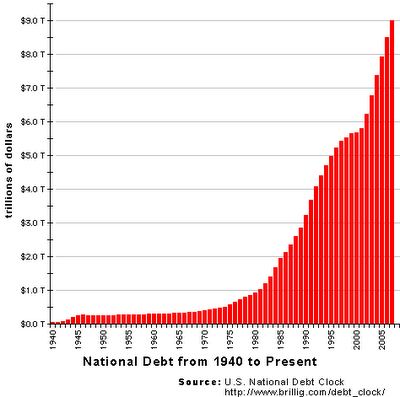 $9.0 T
$8.0 T
$7.0 T
$6.0 T
$5.0 T
$4.0 T
$3.0 T
$2.0 T
$1.0 T
$0.0 T
trillions of dollars
1940
1945
1950
1955
1960
1965
1970
1975
1980
1985
1990
1995
2000
2005
National Debt from 1940 to Present
Source: U.S. National Debt Clock
http://www.brillig.com/debt_clock/